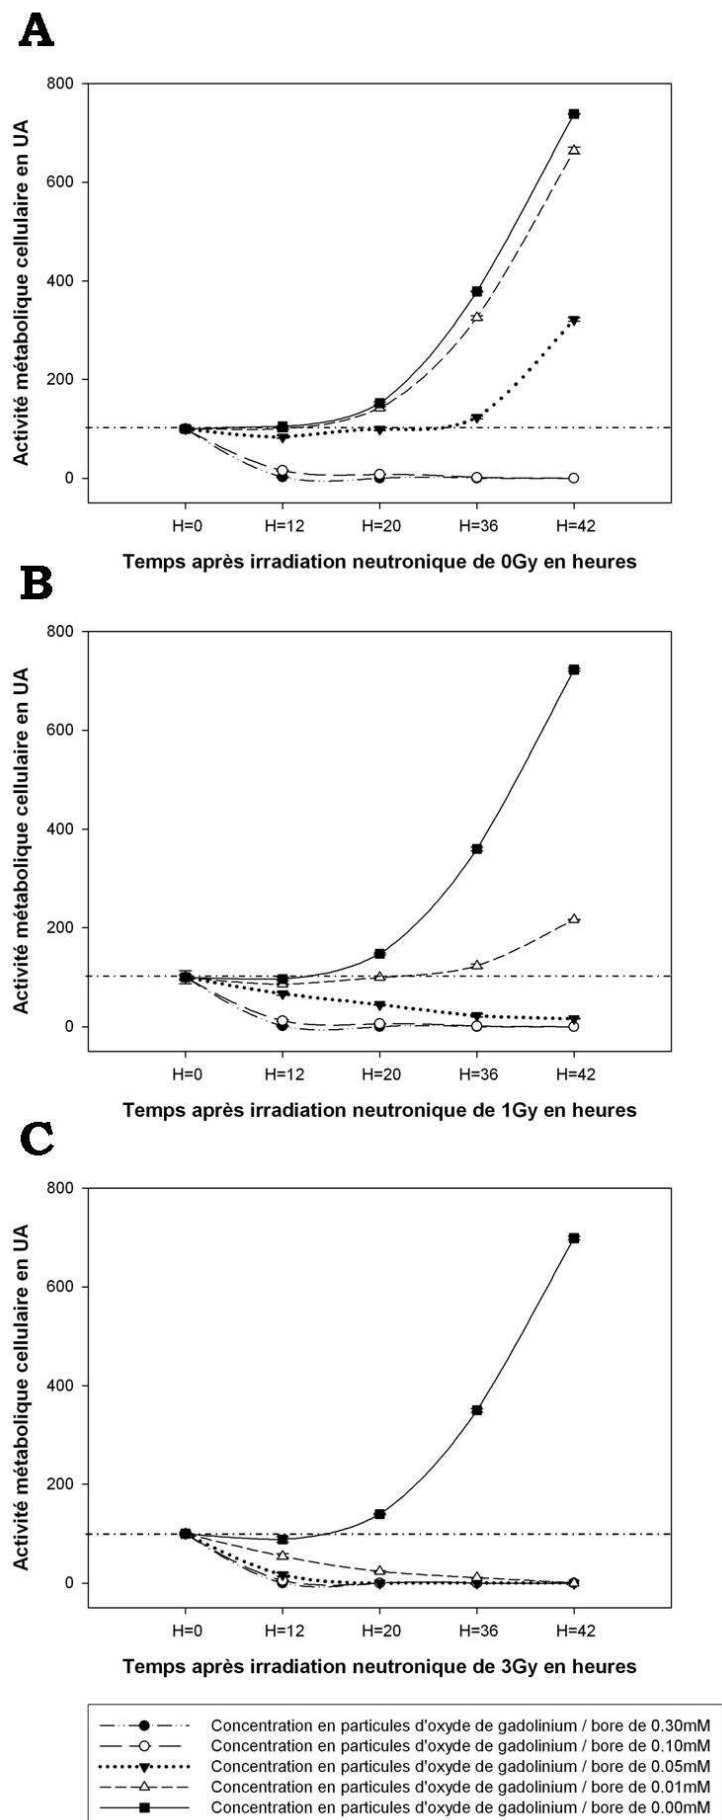 A
Activité métabolique cellulaire en UA
800
600
400
200
0
H=0 H=12 H=20 H=36 H=42
Temps après irradiation neutronique de 0Gy en heures
B
Activité métabolique cellulaire en UA
800
600
400
200
0
H=0 H=12 H=20 H=36 H=42
Temps après irradiation neutronique de 1Gy en heures
C
Activité métabolique cellulaire en UA
800
600
400
200
0
H=0 H=12 H=20 H=36 H=42
Temps après irradiation neutronique de 3Gy en heures
Concentration en particules d'oxyde de gadolinium / bore de 0.30mM
Concentration en particules d'oxyde de gadolinium / bore de 0.10mM
Concentration en particules d'oxyde de gadolinium / bore de 0.05mM
Concentration en particules d'oxyde de gadolinium / bore de 0.01mM
Concentration en particules d'oxyde de gadolinium / bore de 0.00mM